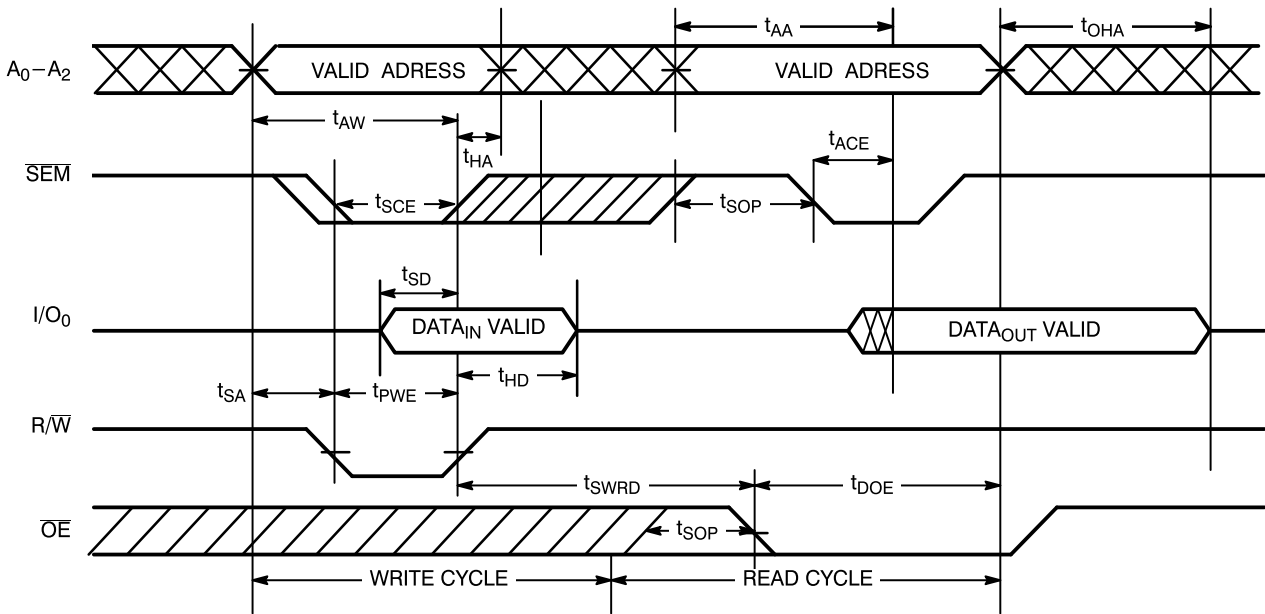 tAA
tOHA
A0–A2
VALID ADRESS
VALID ADRESS
tAW
tHA
tACE
SEM
tSCE
tSOP
tSD
I/O0
DATAIN VALID
DATAOUT VALID
tSA
tPWE
tHD
R/W
tSWRD
tDOE
OE
tSOP
WRITE CYCLE
READ CYCLE